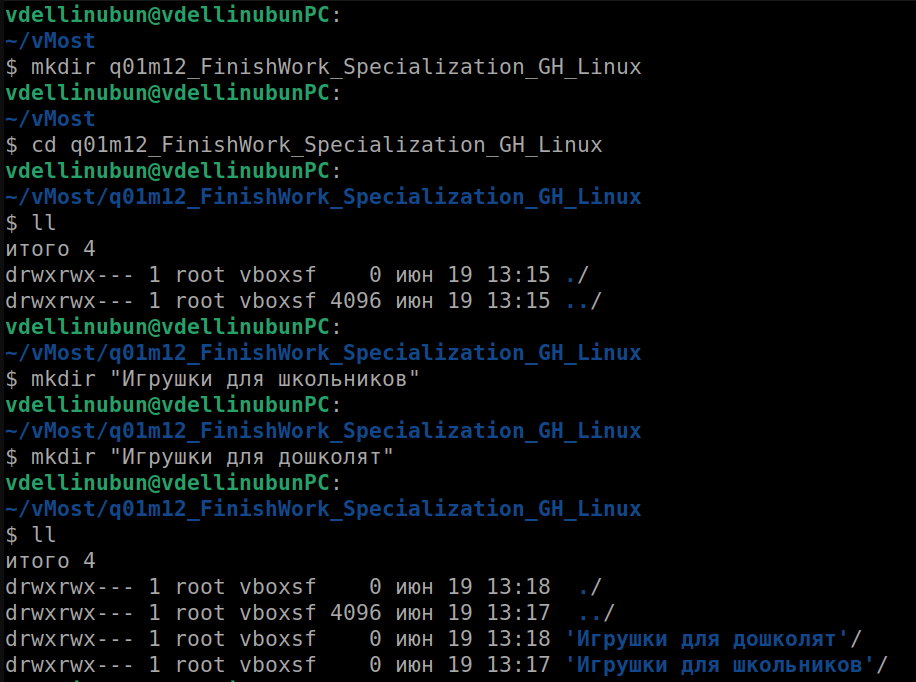 vdellinubun@vdellinubunPC:
~/vMost
$ mkdir q01m12_FinishWork_Specialization_GH_Linux
vdellinubun@vdellinubunPC:
~/vMost
$ cd q01m12_FinishWork_Specialization_GH_Linux
vdellinubun@vdellinubunPC:
~/vMost/q01m12_FinishWork_Specialization_GH_Linux
$ ll
итого 4
drwxrwx--- 1 root vboxsf    0 июн 19 13:15 ./
drwxrwx--- 1 root vboxsf 4096 июн 19 13:15 ../
vdellinubun@vdellinubunPC:
~/vMost/q01m12_FinishWork_Specialization_GH_Linux
$ mkdir "Игрушки для школьников"
vdellinubun@vdellinubunPC:
~/vMost/q01m12_FinishWork_Specialization_GH_Linux
$ mkdir "Игрушки для дошколят"
vdellinubun@vdellinubunPC:
~/vMost/q01m12_FinishWork_Specialization_GH_Linux
$ ll
итого 4
drwxrwx--- 1 root vboxsf    0 июн 19 13:18  ./
drwxrwx--- 1 root vboxsf 4096 июн 19 13:17  ../
drwxrwx--- 1 root vboxsf    0 июн 19 13:18 'Игрушки для дошколят'/
drwxrwx--- 1 root vboxsf    0 июн 19 13:17 'Игрушки для школьников'/